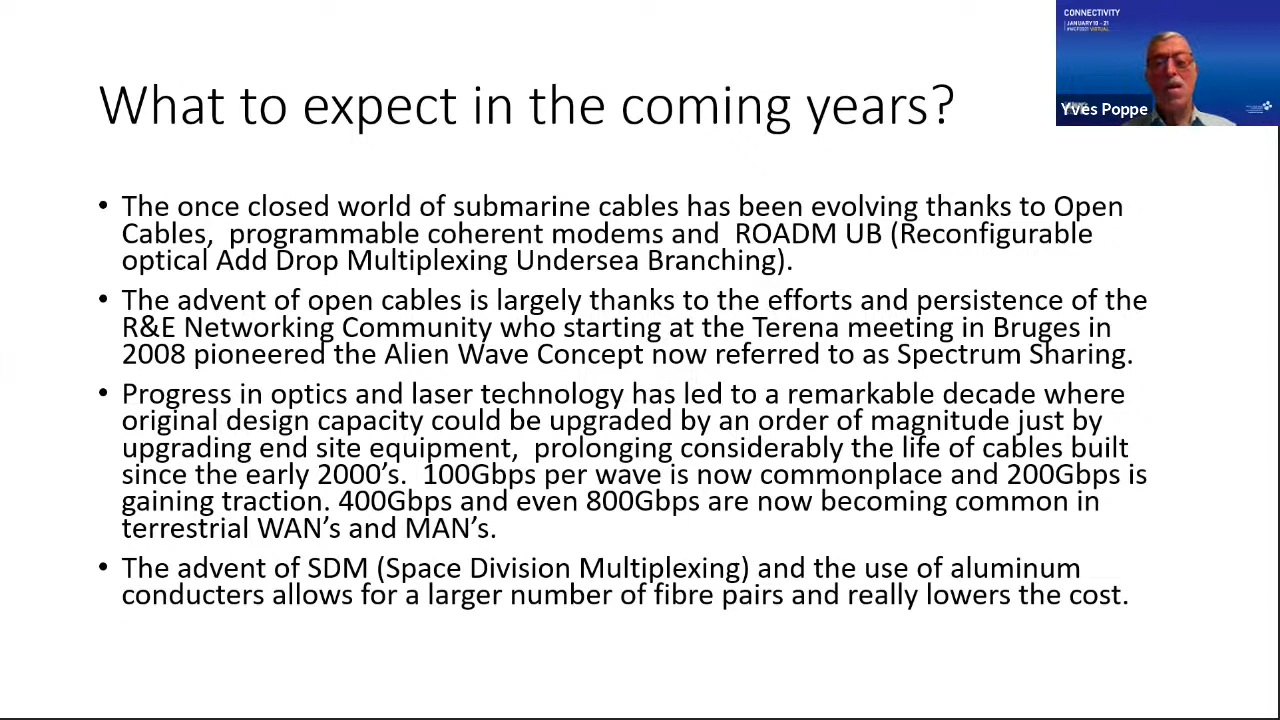 CONNECTIVITY
JANUARY 10 - 21
#WCF2021 VIRTUAL
Yves Poppe
What to expect in the coming years?
• The once closed world of submarine cables has been evolving thanks to Open
Cables,  programmable coherent modems and  ROADM UB (Reconfigurable
optical Add Drop Multiplexing Undersea Branching).
• The advent of open cables is largely thanks to the efforts and persistence of the
R&E Networking Community who starting at the Terena meeting in Bruges in
2008 pioneered the Alien Wave Concept now referred to as Spectrum Sharing.
• Progress in optics and laser technology has led to a remarkable decade where
original design capacity could be upgraded by an order of magnitude just by
upgrading end site equipment,  prolonging considerably the life of cables built
since the early 2000’s.  100Gbps per wave is now commonplace and 200Gbps is
gaining traction. 400Gbps and even 800Gbps are now becoming common in
terrestrial WAN’s and MAN’s.
• The advent of SDM (Space Division Multiplexing) and the use of aluminum
conducters allows for a larger number of fibre pairs and really lowers the cost.